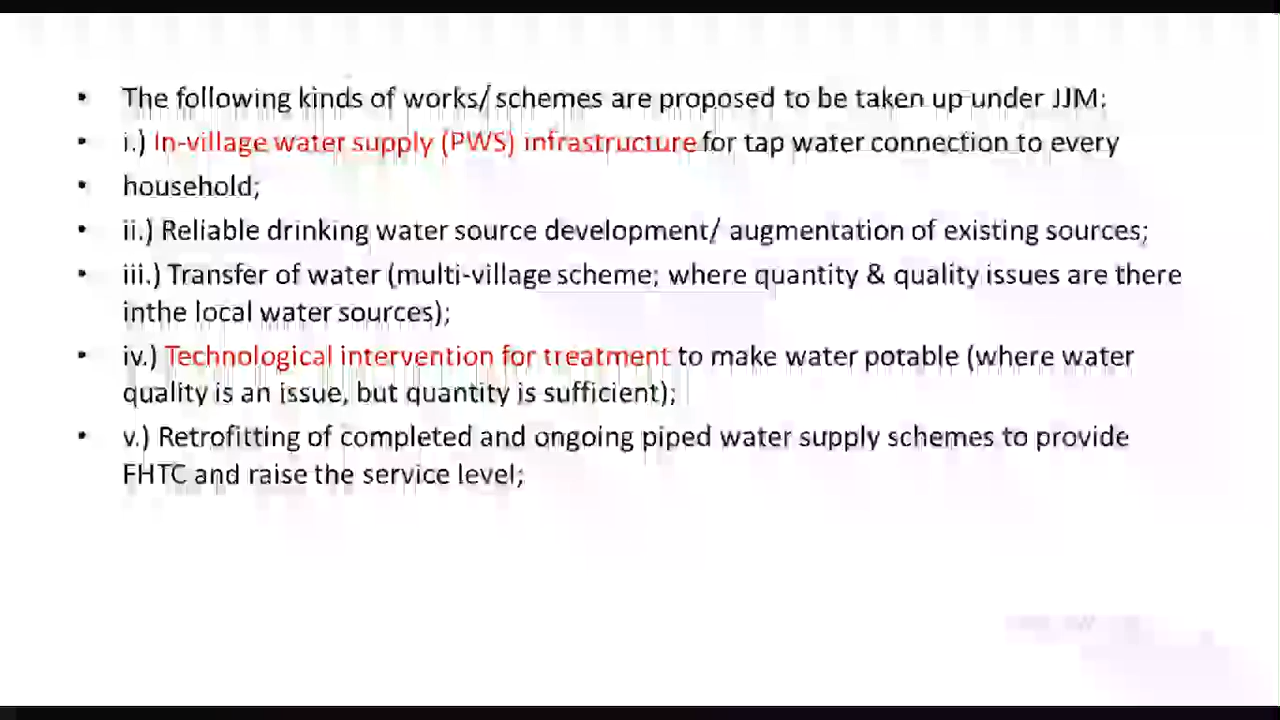 • The following kinds of works/ schemes are proposed to be taken up under JJM:
• i.) In-village water supply (PWS) infrastructure for tap water connection to every
• household;
• ii.) Reliable drinking water source development/ augmentation of existing sources;
• iii.) Transfer of water (multi-village scheme; where quantity & quality issues are there
inthe local water sources);
• iv.) Technological intervention for treatment to make water potable (where water
quality is an issue, but quantity is sufficient);
• v.) Retrofitting of completed and ongoing piped water supply schemes to provide
FHTC and raise the service level;